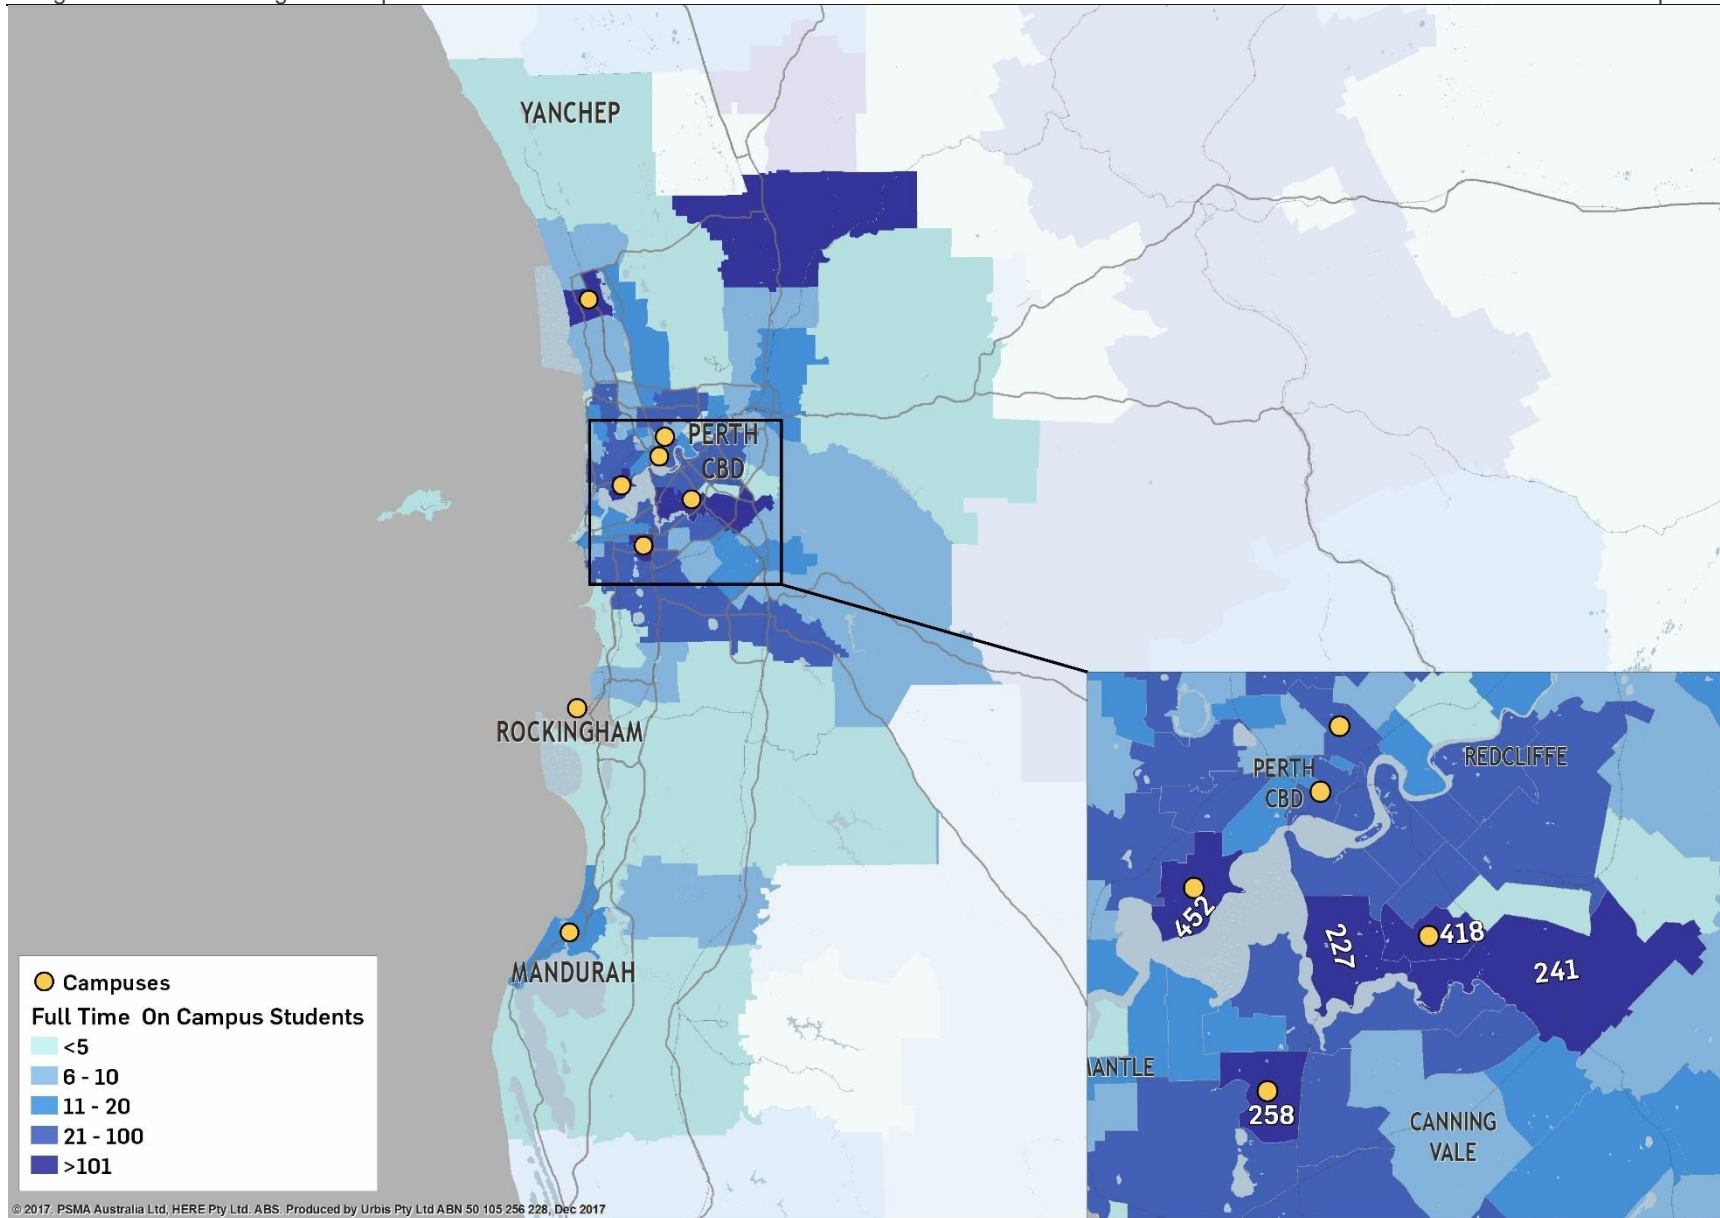 YANCHEP
PERTH
CBD
ROCKINGHAM
MANDURAH
REDCLIFFE
PERTH
CBD
452
227
418
241
ANTLE
258
CANNING
VALE
Campuses
Full Time On Campus Students
<5
6 - 10
11 - 20
21 - 100
>101
© 2017. PSMA Australia Ltd, HERE Pty Ltd. ABS. Produced by Urbis Pty Ltd ABN 50 105 256 228, Dec 2017